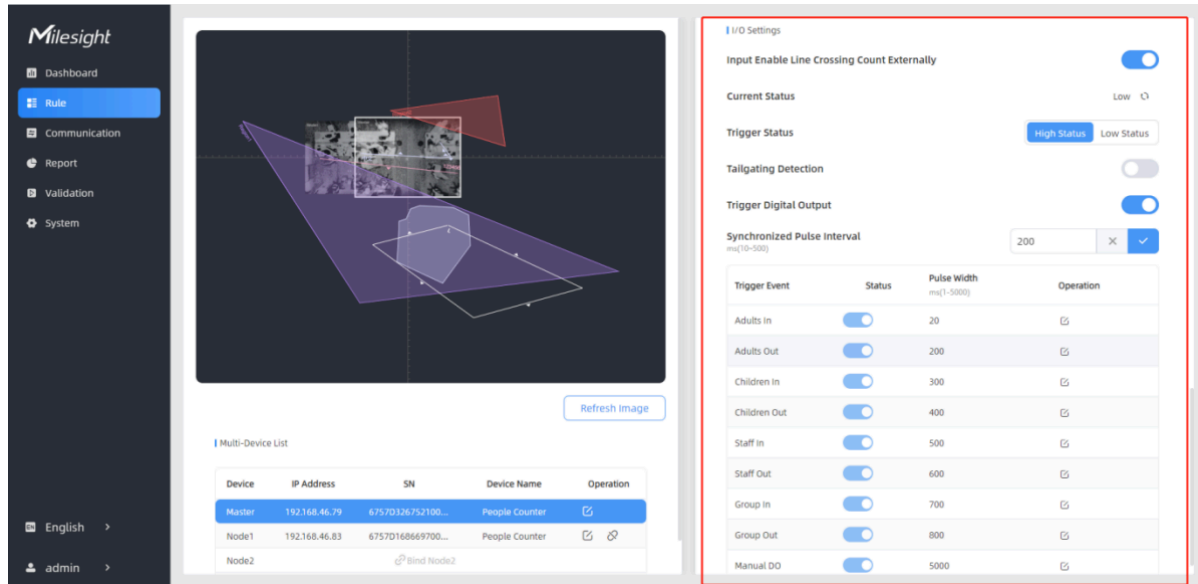 Milesight
Dashboard
Rule
Communication
Report
Validation
System
English
admin
Refresh Image
Multi-Device List
Device IP Address SN Device Name Operation
Master 192.168.46.79 6757D326752100... People Counter
Node1 192.168.46.83 6757D168669700... People Counter
Node2 Bind Node2
I/O Settings
Input Enable Line Crossing Count Externally
Current Status Low
Trigger Status High Status Low Status
Tailgating Detection
Trigger Digital Output
Synchronized Pulse Interval 200
ms(10~500)
Trigger Event Status Pulse Width Operation
ms(1~5000)
Adults In 20
Adults Out 200
Children In 300
Children Out 400
Staff In 500
Staff Out 600
Group In 700
Group Out 800
Manual DO 5000